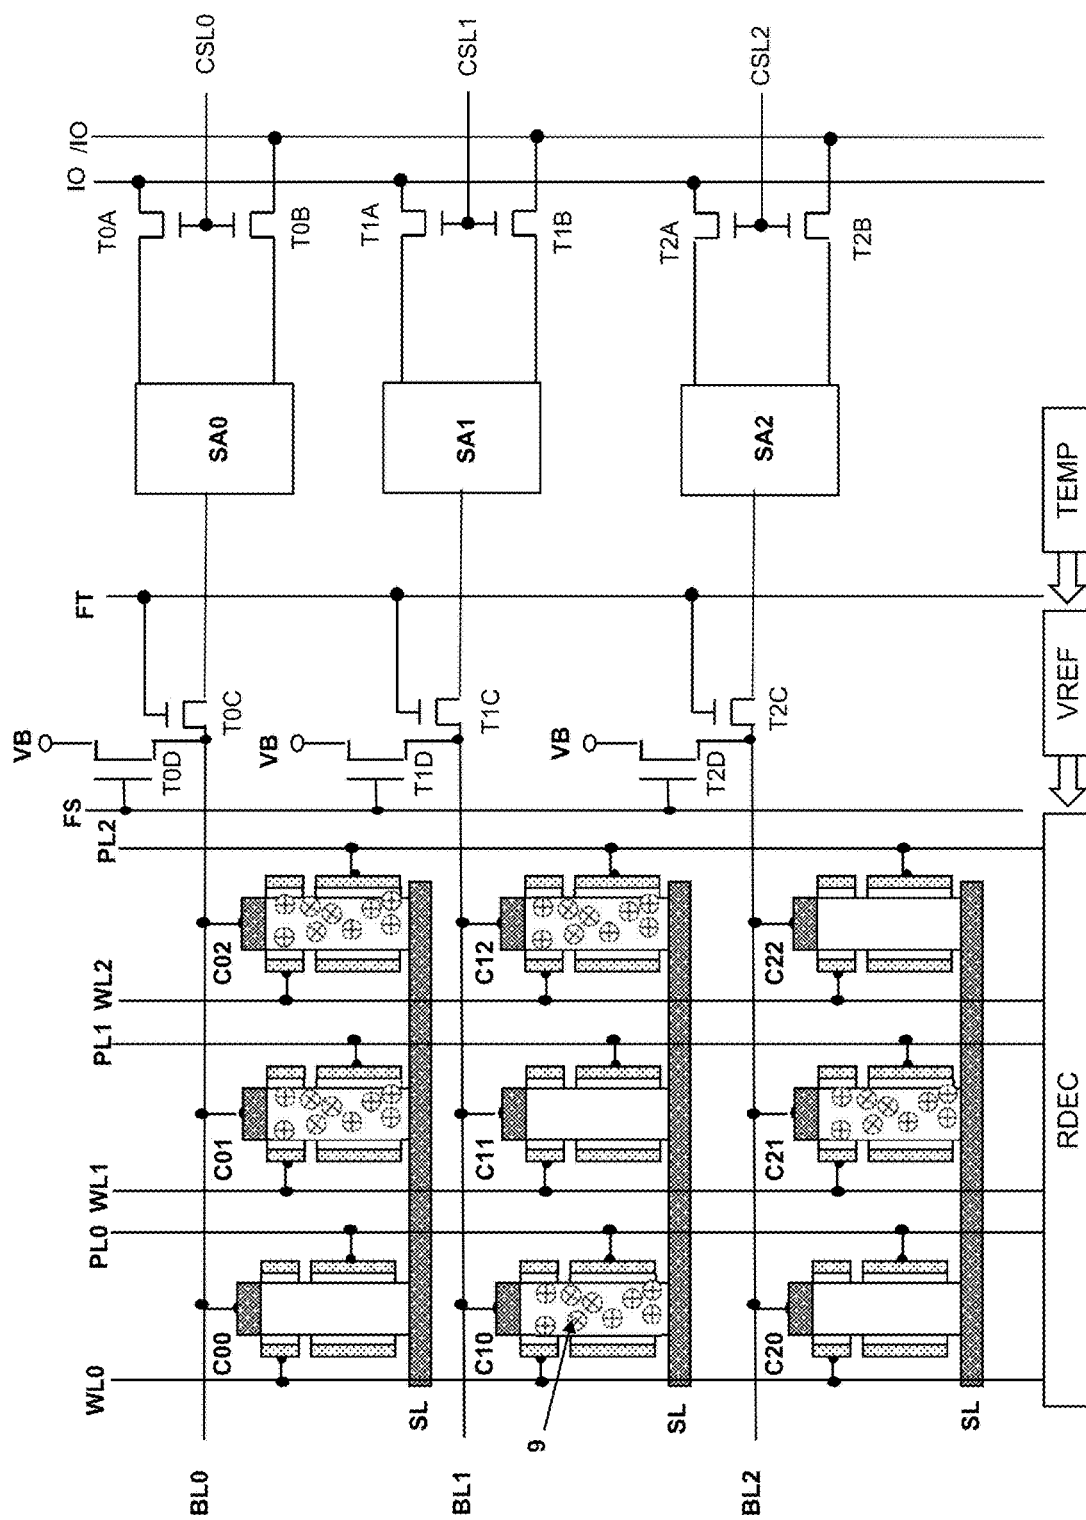 CSL0
CSL1
CSL2
IO /IO
T0A
T0B
T1A
T1B
T2A
T2B
SA0
SA1
SA2
TEMP
FT
T0C
T1C
T2C
VREF
VB
VB
VB
T0D
T1D
T2D
FS
PL2
C02
C12
C22
WL2
PL1
C01
C11
C21
RDEC
WL1
PL0
C00
C10
C20
WL0
SL
SL
SL
9
BL0
BL1
BL2